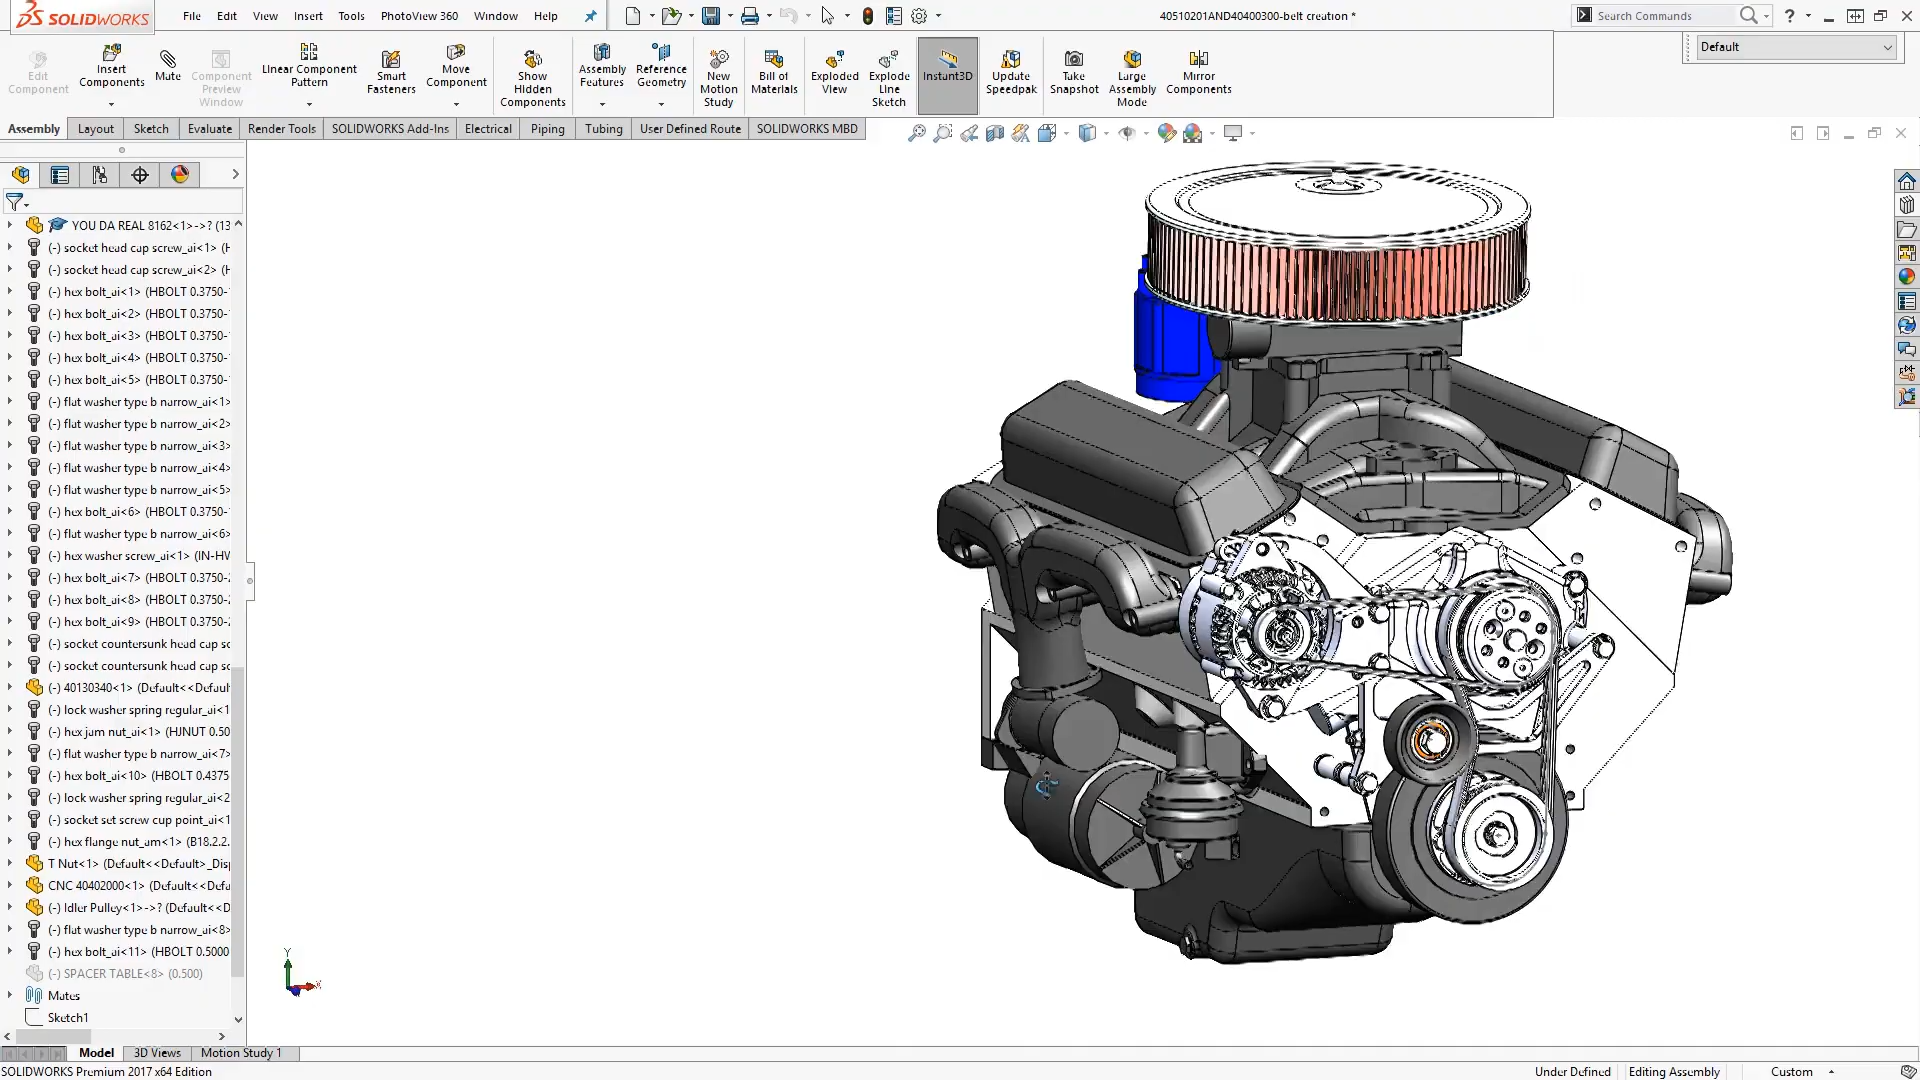 SOLIDWORKS
File Edit View Insert Tools PhotoView 360 Window Help
40510201AND40400300-belt creation *
Search Commands
?
Default
Edit Component
Insert Components
Mate
Component Preview Window
Linear Component Pattern
Smart Fasteners
Move Component
Show Hidden Components
Assembly Features
Reference Geometry
New Motion Study
Bill of Materials
Exploded View
Explode Line Sketch
Instant3D
Update Speedpak
Take Snapshot
Large Assembly Mode
Mirror Components
Assembly Layout Sketch Evaluate Render Tools SOLIDWORKS Add-Ins Electrical Piping Tubing User Defined Route SOLIDWORKS MBD
YOU DA REAL 8162<1>->? (13
(-) socket head cap screw_ai<1> (H
(-) socket head cap screw_ai<2> (H
(-) hex bolt_ai<1> (HBOLT 0.3750-
(-) hex bolt_ai<2> (HBOLT 0.3750-
(-) hex bolt_ai<3> (HBOLT 0.3750-
(-) hex bolt_ai<4> (HBOLT 0.3750-
(-) hex bolt_ai<5> (HBOLT 0.3750-
(-) flat washer type b narrow_ai<1>
(-) flat washer type b narrow_ai<2>
(-) flat washer type b narrow_ai<3>
(-) flat washer type b narrow_ai<4>
(-) flat washer type b narrow_ai<5>
(-) hex bolt_ai<6> (HBOLT 0.3750-
(-) flat washer type b narrow_ai<6>
(-) hex washer screw_ai<1> (IN-HW
(-) hex bolt_ai<7> (HBOLT 0.3750-2
(-) hex bolt_ai<8> (HBOLT 0.3750-2
(-) hex bolt_ai<9> (HBOLT 0.3750-2
(-) socket countersunk head cap sc
(-) socket countersunk head cap sc
(-) 40130340<1> (Default<<Defaul
(-) lock washer spring regular_ai<1
(-) hex jam nut_ai<1> (HJNUT 0.50
(-) flat washer type b narrow_ai<7>
(-) hex bolt_ai<10> (HBOLT 0.4375
(-) lock washer spring regular_ai<2
(-) socket set screw cup point_ai<1
(-) hex flange nut_am<1> (B18.2.2.
T Nut<1> (Default<<Default>_Disp
CNC 40402000<1> (Default<<Defa
(-) Idler Pulley<1>->? (Default<<D
(-) flat washer type b narrow_ai<8>
(-) hex bolt_ai<11> (HBOLT 0.5000
(-) SPACER TABLE<8> (0.500)
Mates
Sketch1
Y
X
Model 3D Views Motion Study 1
SOLIDWORKS Premium 2017 x64 Edition
Under Defined Editing Assembly Custom